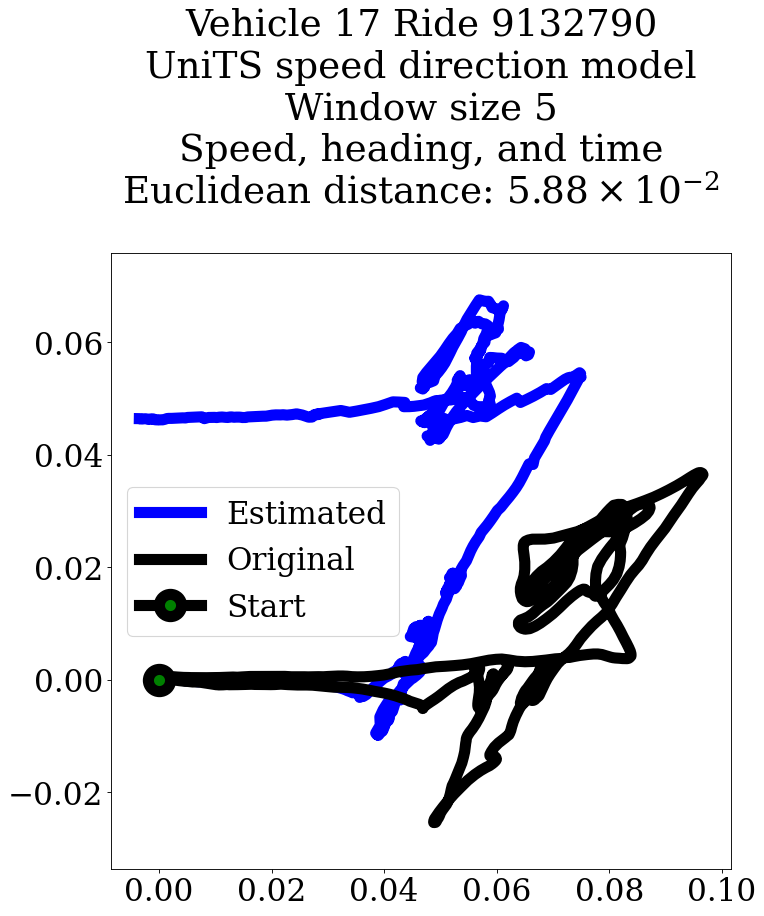 Vehicle 17 Ride 9132790
UniTS speed direction model
Window size 5
Speed, heading, and time
Euclidean distance: 5.88 × 10⁻²
0.06
0.04
0.02
0.00
−0.02
Estimated
Original
Start
0.00 0.02 0.04 0.06 0.08 0.10